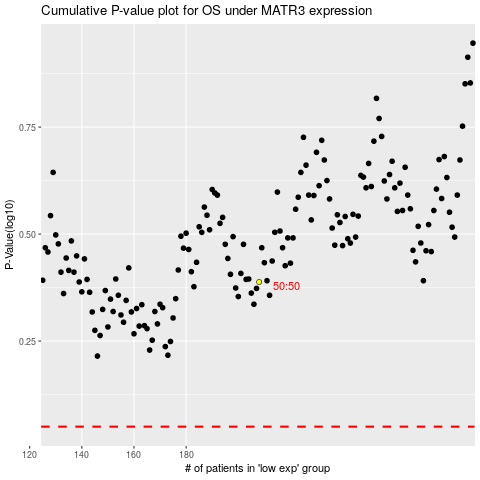 Cumulative P-value plot for OS under MATR3 expression
P-Value(log10)
0.75
0.50
0.25
50:50
120
140
160
180
# of patients in 'low exp' group